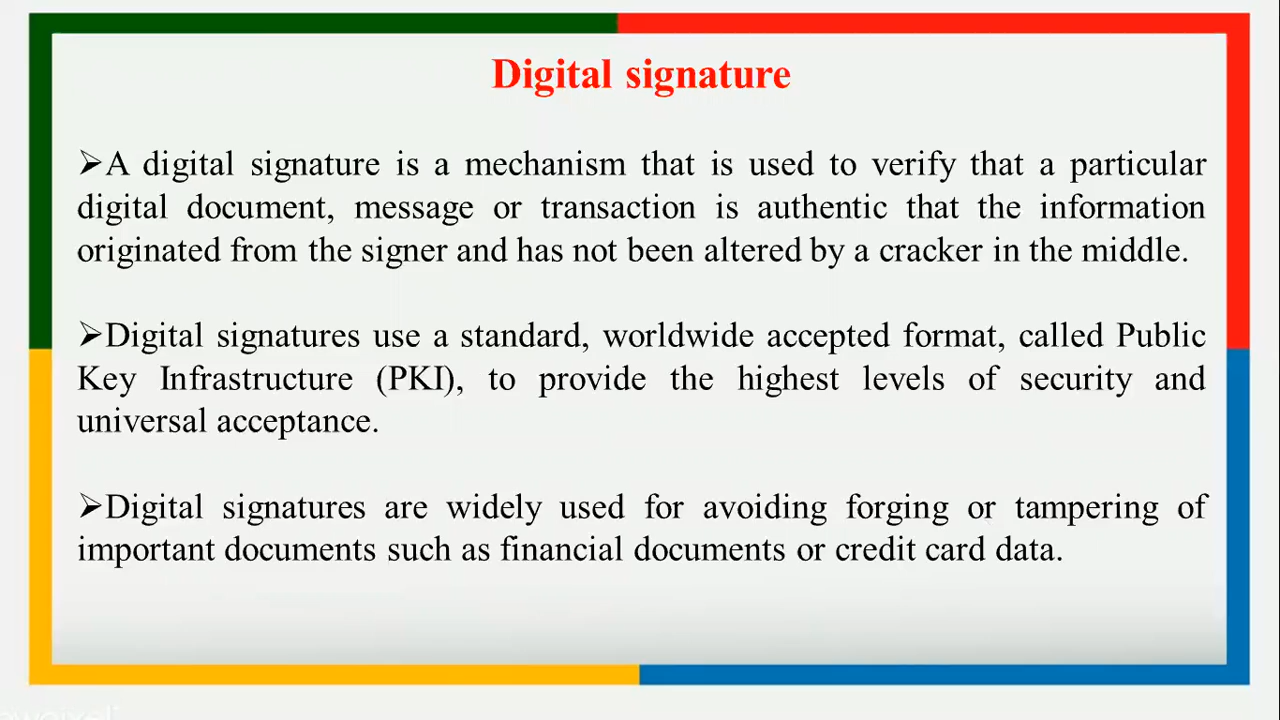 Digital signature
➢A digital signature is a mechanism that is used to verify that a particular
digital document, message or transaction is authentic that the information
originated from the signer and has not been altered by a cracker in the middle.
➢Digital signatures use a standard, worldwide accepted format, called Public
Key Infrastructure (PKI), to provide the highest levels of security and
universal acceptance.
➢Digital signatures are widely used for avoiding forging or tampering of
important documents such as financial documents or credit card data.